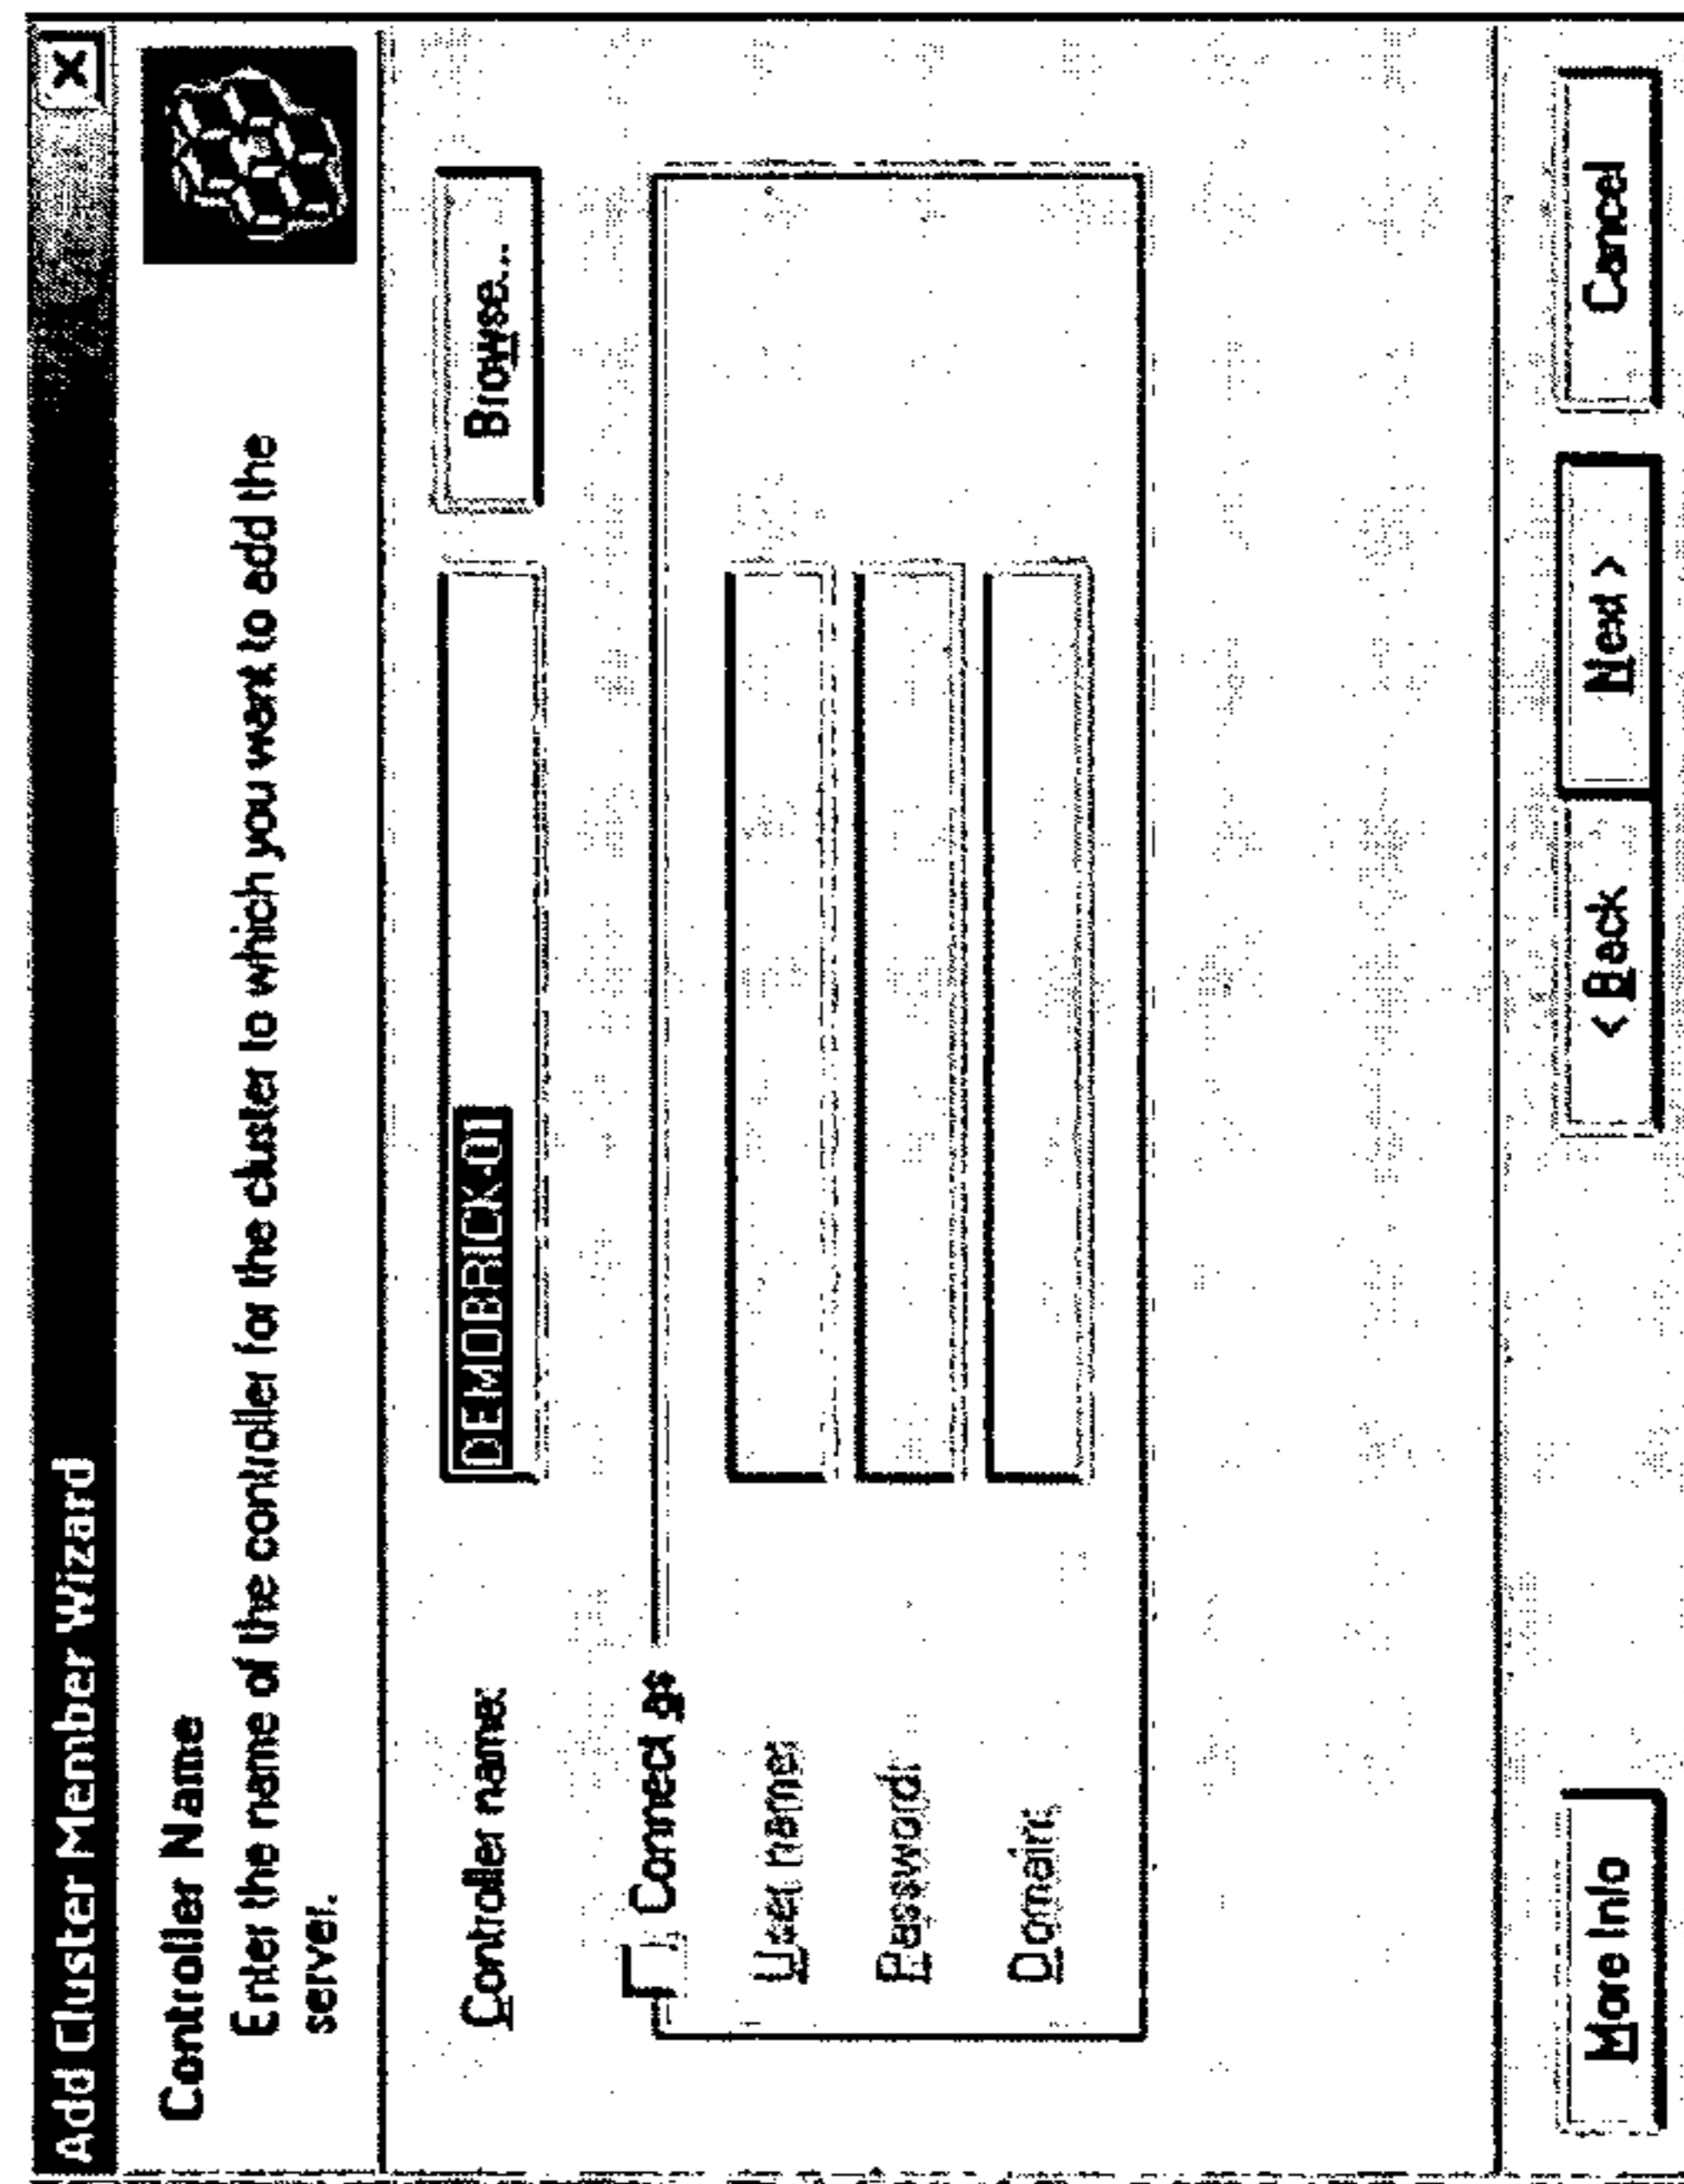 Add Cluster Member Wizard
Controller Name
Enter the name of the controller for the cluster to which you want to add the
server.
Controller name: DEMOBRICK-01 Browse...
Connect as
User name:
Password:
Domain:
More Info < Back Next > Cancel